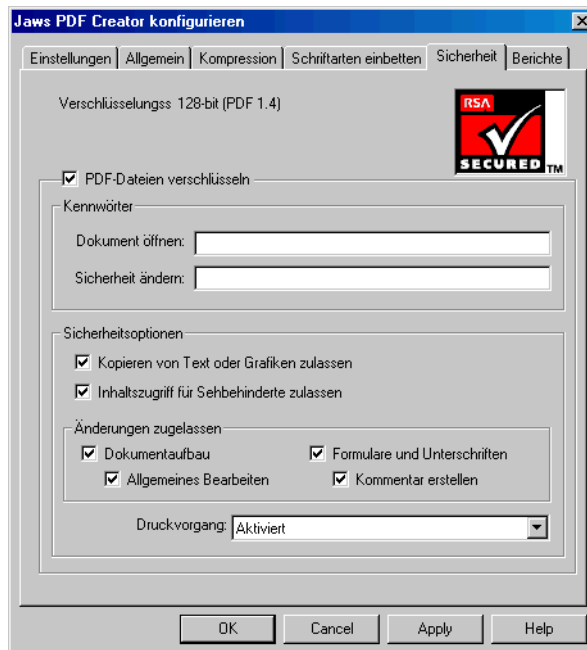 Jaws PDF Creator konfigurieren
Einstellungen Allgemein Kompression Schriftarten einbetten Sicherheit Berichte
Verschlüsselungss 128-bit (PDF 1.4)
RSA
SECURED TM
PDF-Dateien verschlüsseln
Kennwörter
Dokument öffnen:
Sicherheit ändern:
Sicherheitsoptionen
Kopieren von Text oder Grafiken zulassen
Inhaltszugriff für Sehbehinderte zulassen
Änderungen zugelassen
Dokumentaufbau Formulare und Unterschriften
Allgemeines Bearbeiten Kommentar erstellen
Druckvorgang: Aktiviert
OK Cancel Apply Help